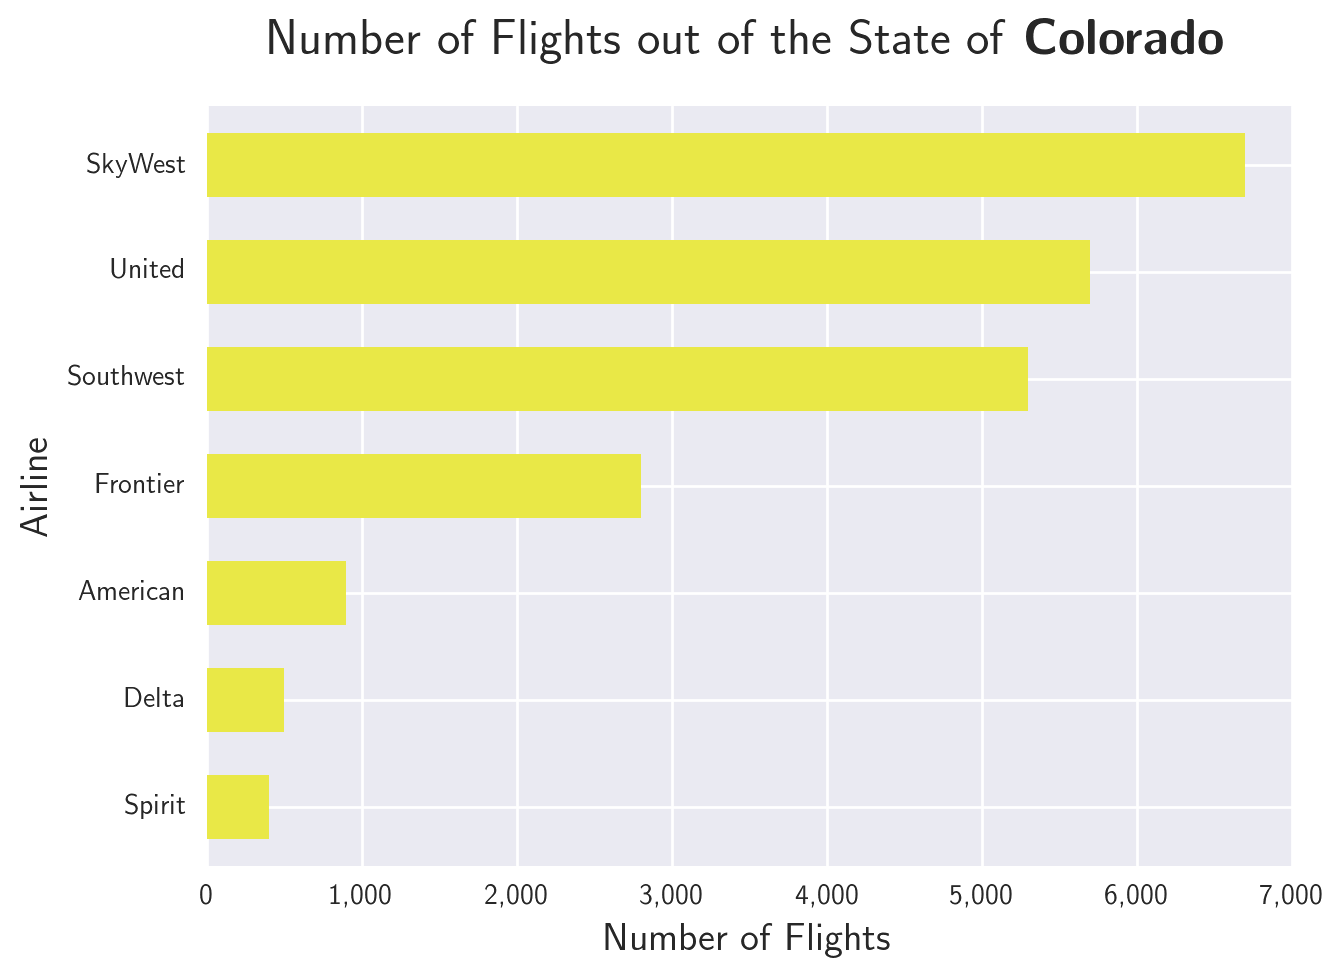 Number of Flights out of the State of Colorado
SkyWest
United
Southwest
Frontier
American
Delta
Spirit
Airline
0 1,000 2,000 3,000 4,000 5,000 6,000 7,000
Number of Flights